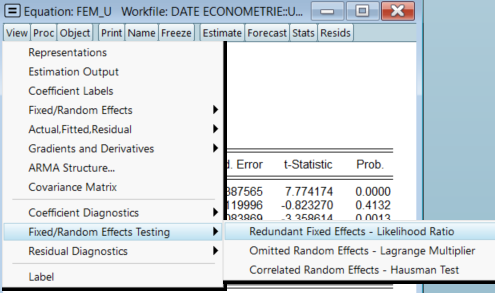 Equation: FEM_U Workfile: DATE ECONOMETRIE::U...
View Proc Object Print Name Freeze Estimate Forecast Stats Resids
Representations
Estimation Output
Coefficient Labels
Fixed/Random Effects
Actual,Fitted,Residual
Gradients and Derivatives
ARMA Structure...
Covariance Matrix
Coefficient Diagnostics
Fixed/Random Effects Testing
Residual Diagnostics
Label
d. Error t-Statistic Prob.
387565 7.774174 0.0000
119996 -0.823270 0.4132
083869 -3.358614 0.0013
Redundant Fixed Effects - Likelihood Ratio
Omitted Random Effects - Lagrange Multiplier
Correlated Random Effects - Hausman Test